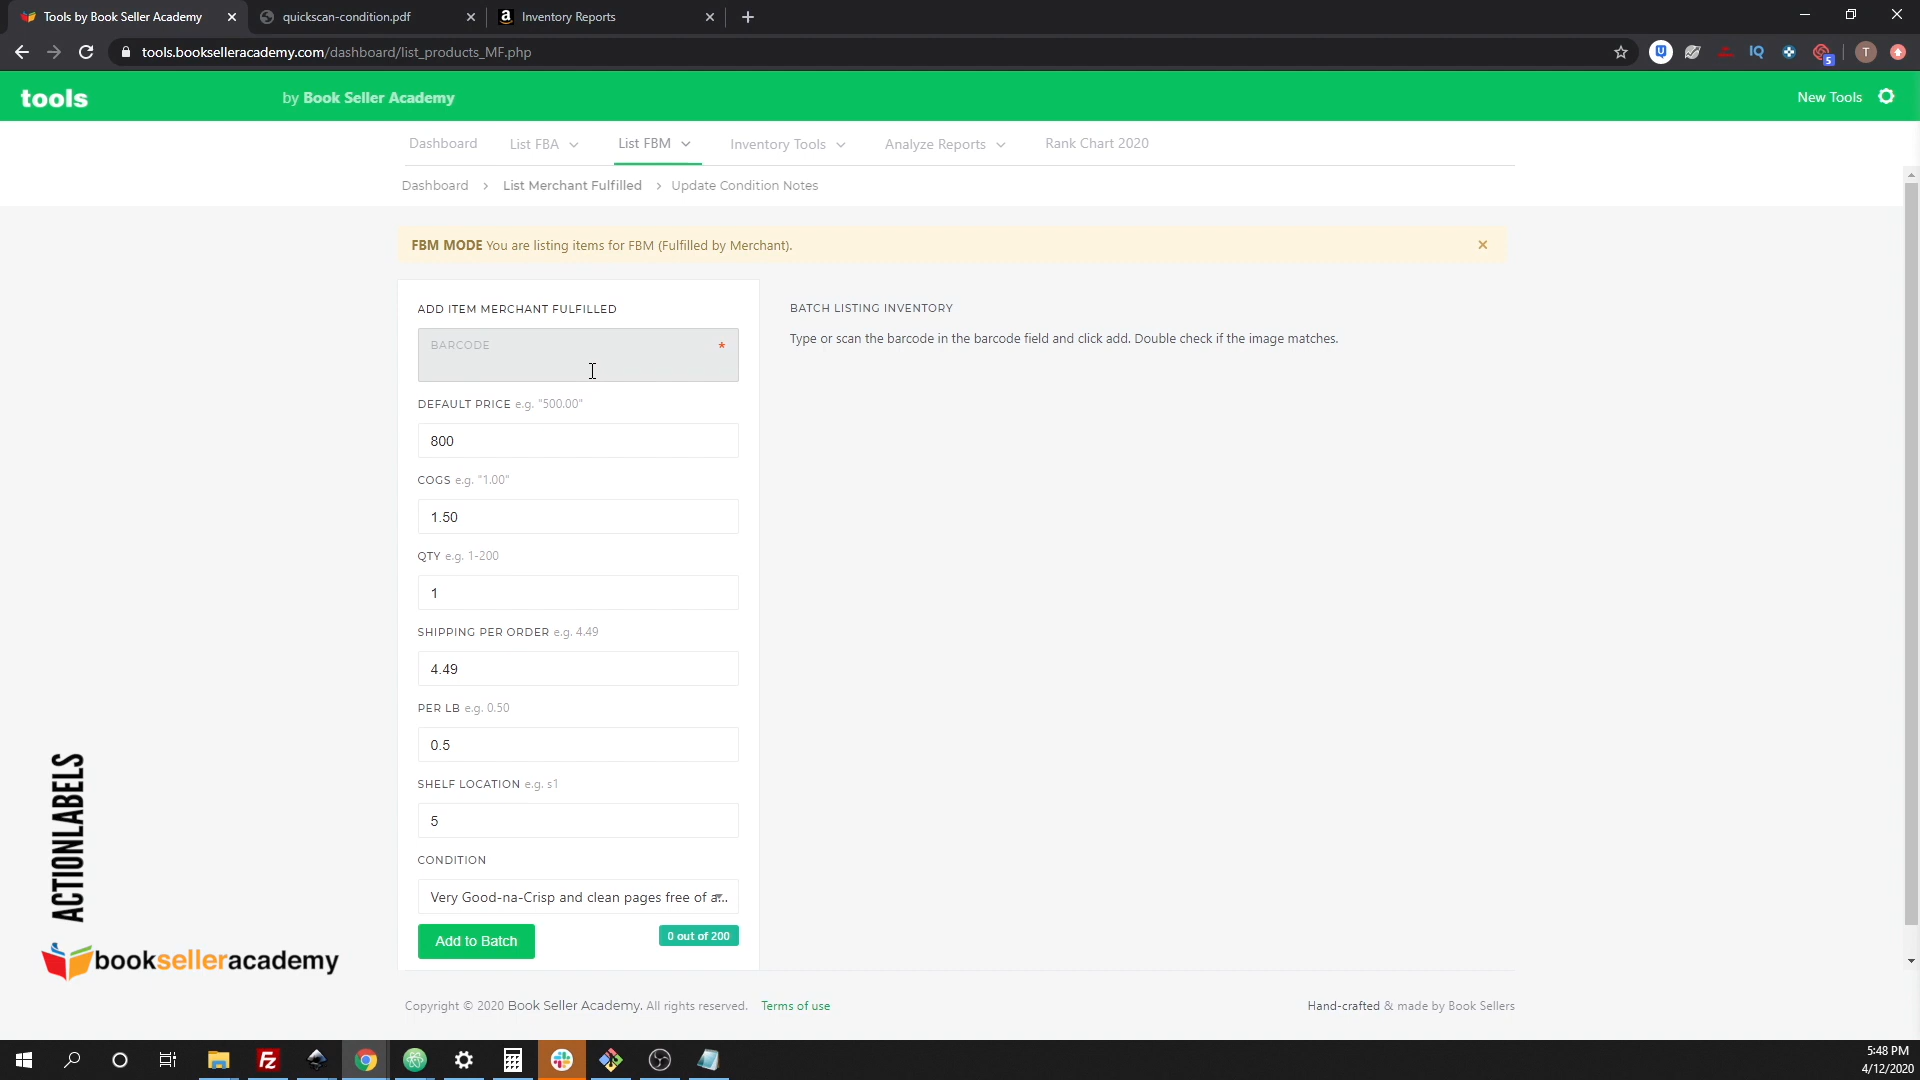 Tools by Book Seller Academy
quickscan-condition.pdf
Inventory Reports
tools.bookselleracademy.com/dashboard/list_products_MF.php
IQ
5
T
tools
by Book Seller Academy
New Tools
Dashboard
List FBA
List FBM
Inventory Tools
Analyze Reports
Rank Chart 2020
Dashboard > List Merchant Fulfilled > Update Condition Notes
FBM MODE You are listing items for FBM (Fulfilled by Merchant).
ADD ITEM MERCHANT FULFILLED
BARCODE *
DEFAULT PRICE e.g. "500.00"
800
COGS e.g. "1.00"
1.50
QTY e.g. 1-200
1
SHIPPING PER ORDER e.g. 4.49
4.49
PER LB e.g. 0.50
0.5
SHELF LOCATION e.g. s1
5
CONDITION
Very Good-na-Crisp and clean pages free of a...
Add to Batch
0 out of 200
BATCH LISTING INVENTORY
Type or scan the barcode in the barcode field and click add. Double check if the image matches.
ACTIONLABELS
booksselleracademy
Copyright © 2020 Book Seller Academy. All rights reserved. Terms of use
Hand-crafted & made by Book Sellers
5:48 PM
4/12/2020